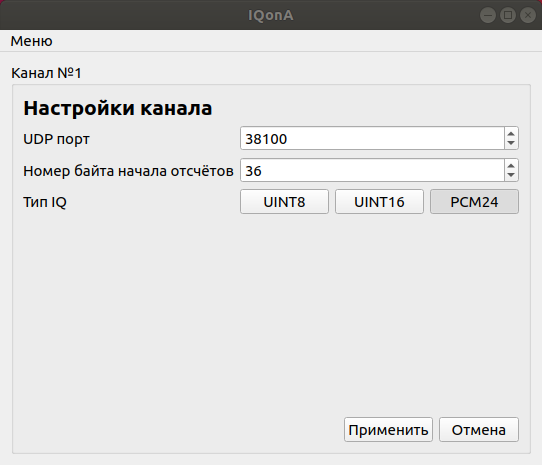 IQonA
Меню
Канал №1
Настройки канала
UDP порт 38100
Номер байта начала отсчётов 36
Тип IQ UINT8 UINT16 PCM24
Применить Отмена